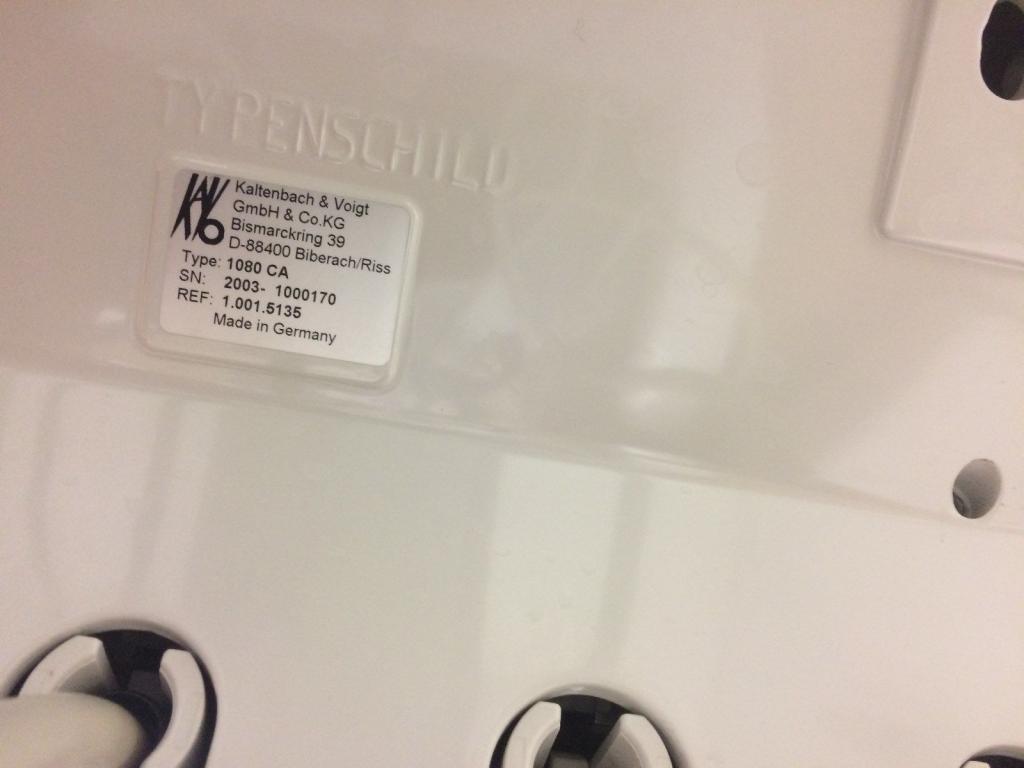 TYPENSCHILD
KAVO
Kaltenbach & Voigt
GmbH & Co.KG
Bismarckring 39
D-88400 Biberach/Riss
Type: 1080 CA
SN: 2003- 1000170
REF: 1.001.5135
Made in Germany